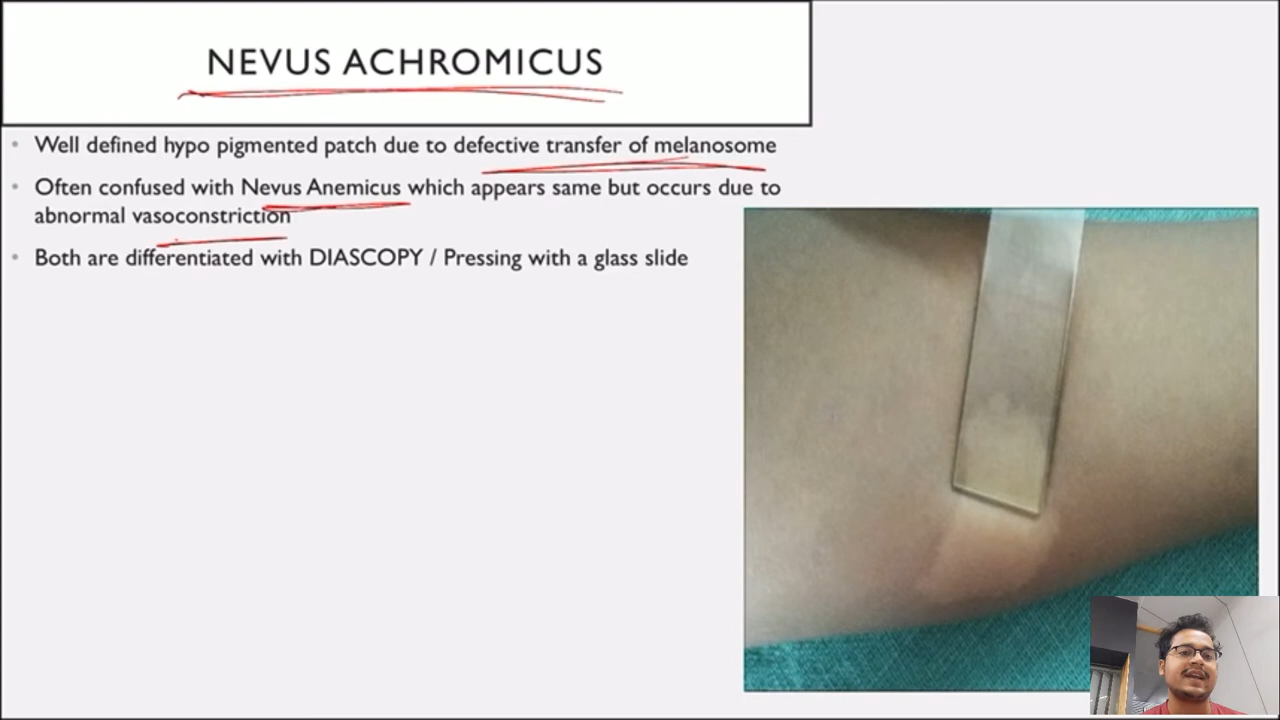 NEVUS ACHROMICUS
• Well defined hypo pigmented patch due to defective transfer of melanosome
• Often confused with Nevus Anemicus which appears same but occurs due to
abnormal vasoconstriction
• Both are differentiated with DIASCOPY / Pressing with a glass slide